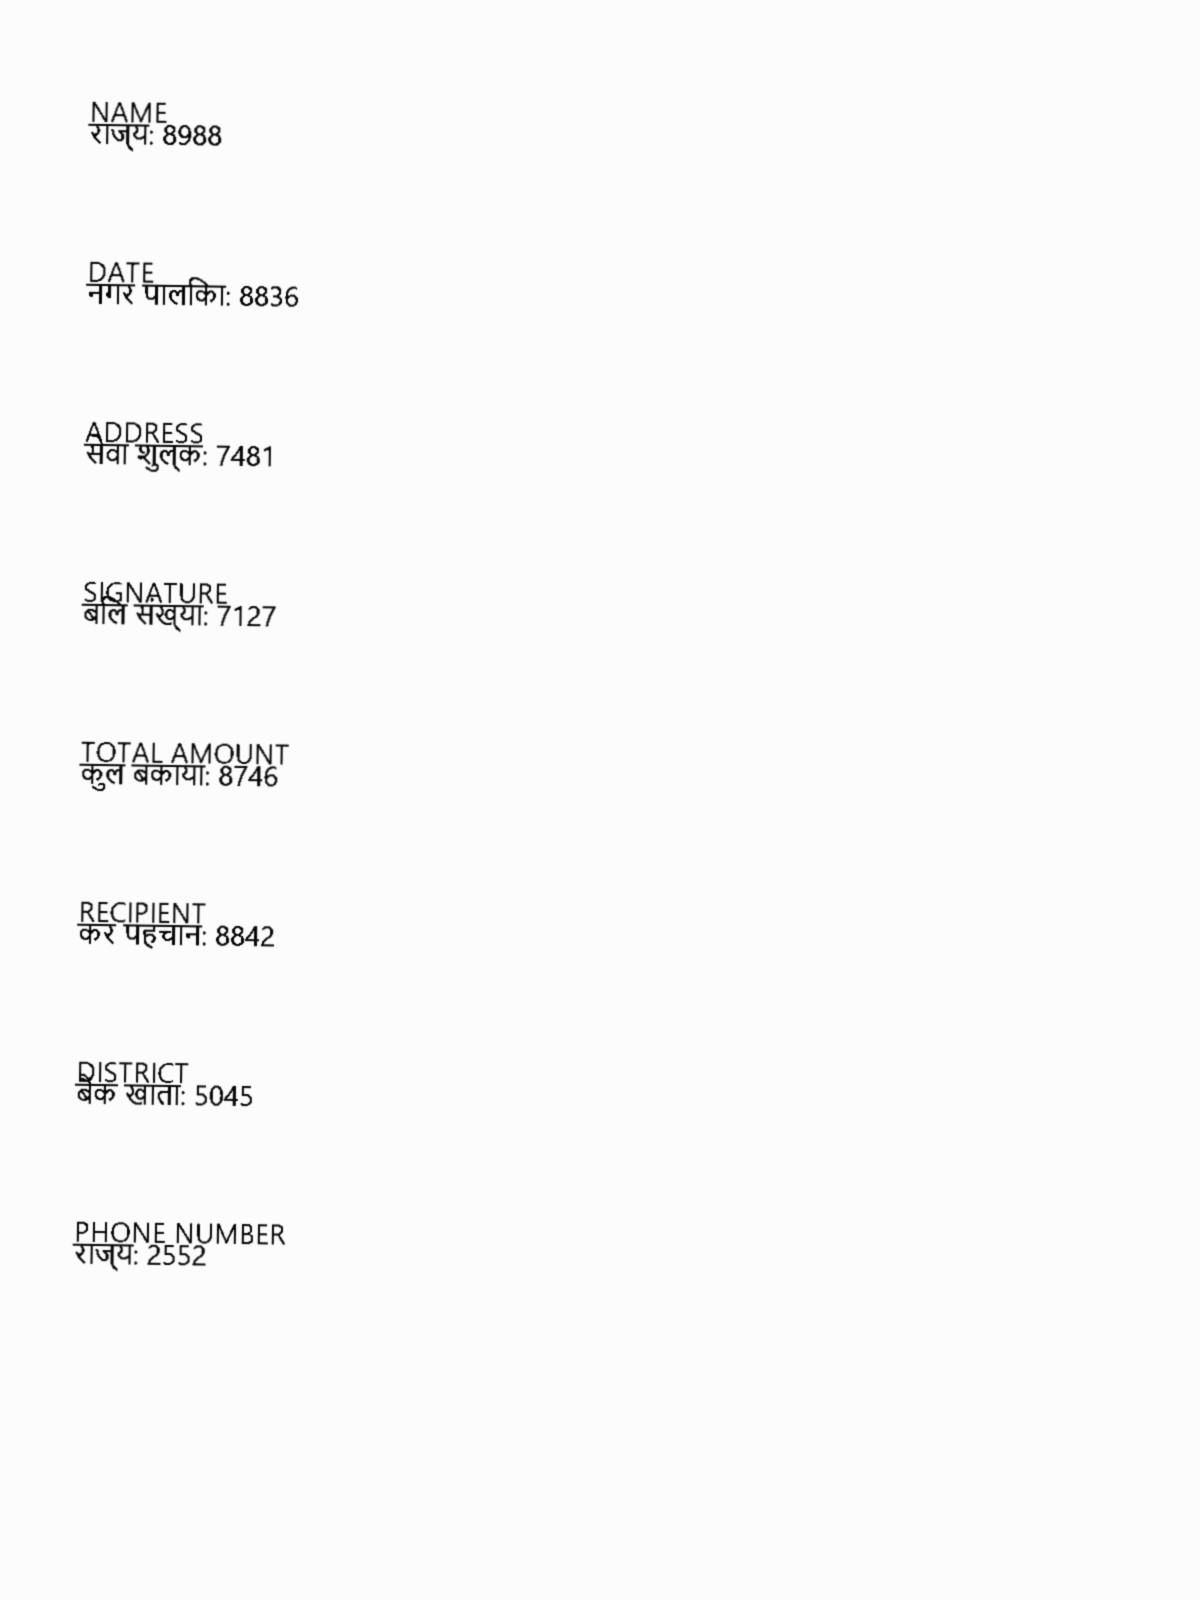 NAME
राज्य: 8988
DATE
नगर पालिका: 8836
ADDRESS
सेवा शुल्क: 7481
SIGNATURE
बिल संख्या: 7127
TOTAL AMOUNT
कुल बकाया: 8746
RECIPIENT
कर पहचान: 8842
DISTRICT
बैंक खाता: 5045
PHONE NUMBER
राज्य: 2552